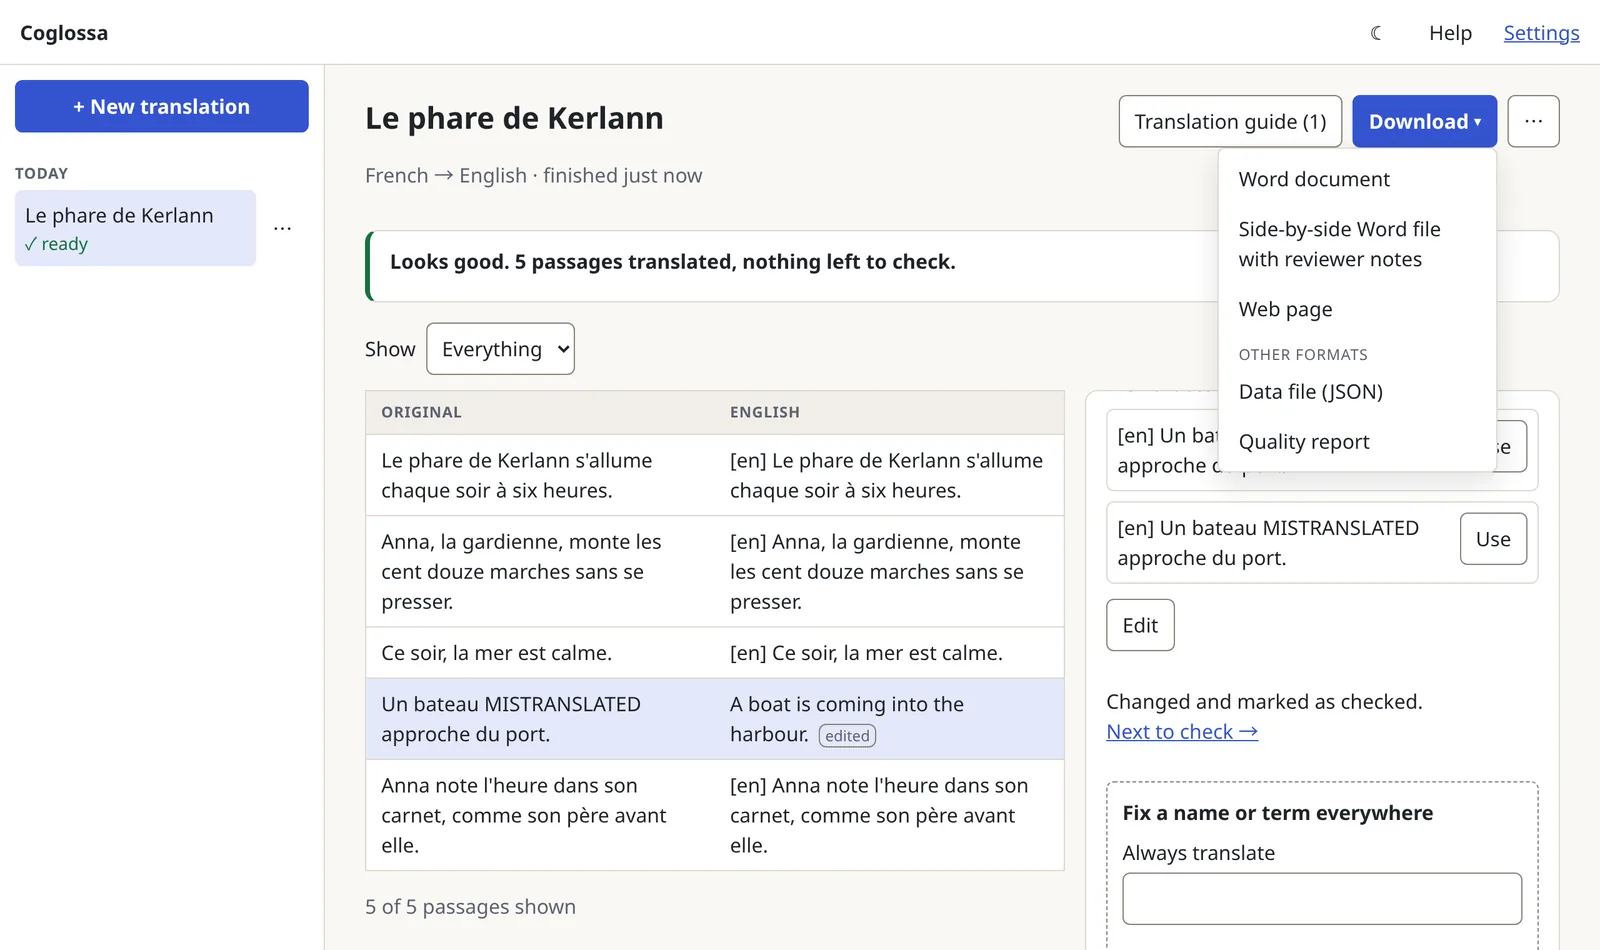 Coglossa
☾
Help
Settings
+ New translation
TODAY
Le phare de Kerlann
✓ ready
⋯
Le phare de Kerlann
French → English · finished just now
Translation guide (1)
Download ▾
⋯
Word document
Side-by-side Word file
with reviewer notes
Web page
OTHER FORMATS
Data file (JSON)
Quality report
Looks good. 5 passages translated, nothing left to check.
Show
Everything
ORIGINAL
ENGLISH
Le phare de Kerlann s'allume
chaque soir à six heures.
[en] Le phare de Kerlann s'allume
chaque soir à six heures.
Anna, la gardienne, monte les
cent douze marches sans se
presser.
[en] Anna, la gardienne, monte
les cent douze marches sans se
presser.
Ce soir, la mer est calme.
[en] Ce soir, la mer est calme.
Un bateau MISTRANSLATED
approche du port.
A boat is coming into the
harbour. edited
Anna note l'heure dans son
carnet, comme son père avant
elle.
[en] Anna note l'heure dans son
carnet, comme son père avant
elle.
5 of 5 passages shown
[en] Un
approche
[en] Un bateau MISTRANSLATED
approche du port.
Use
Edit
Changed and marked as checked.
Next to check →
Fix a name or term everywhere
Always translate